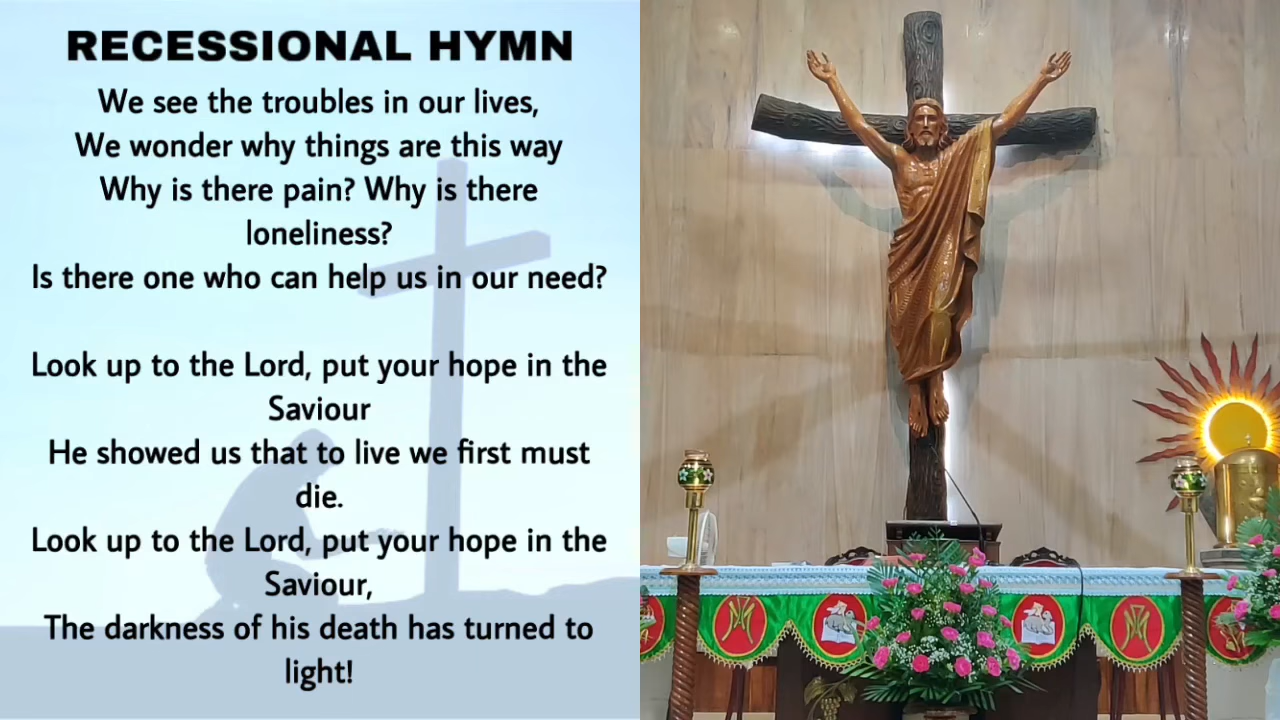 RECESSIONAL HYMN
We see the troubles in our lives,
We wonder why things are this way
Why is there pain? Why is there
loneliness?
Is there one who can help us in our need?
Look up to the Lord, put your hope in the
Saviour
He showed us that to live we first must
die.
Look up to the Lord, put your hope in the
Saviour,
The darkness of his death has turned to
light!